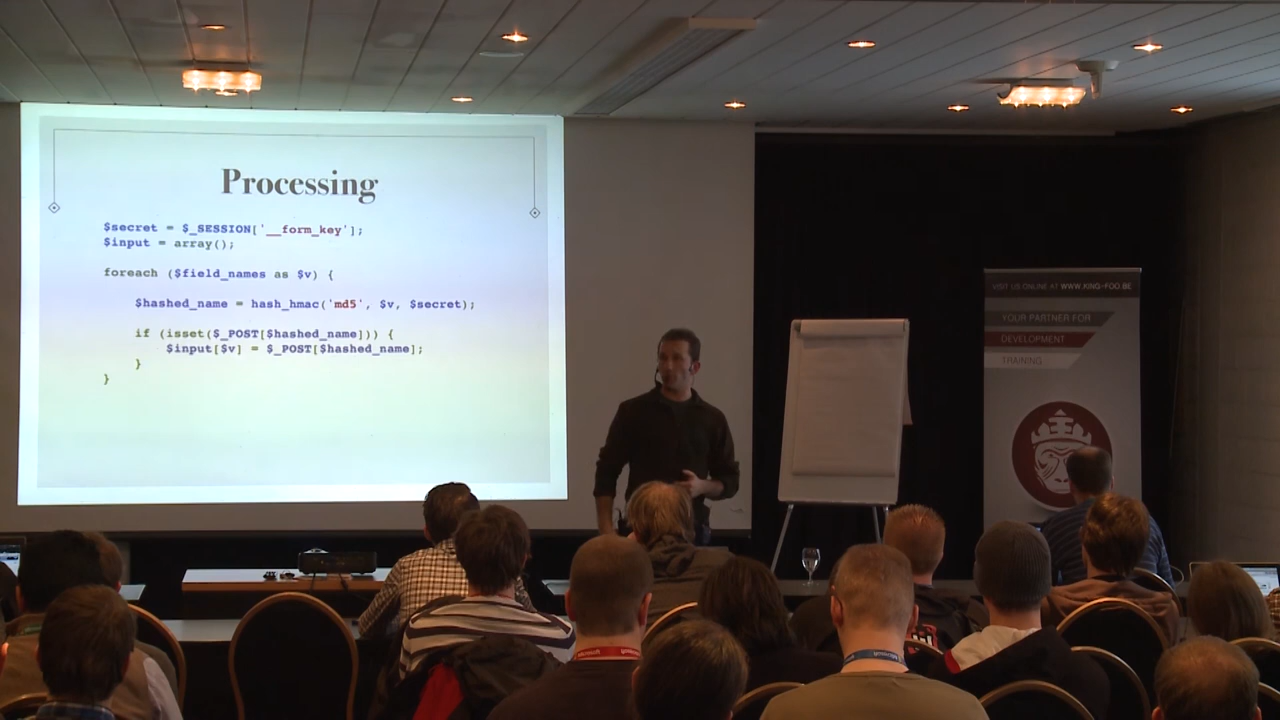 Processing
$secret = $_SESSION['__form_key'];
$input = array();
foreach ($field_names as $v) {
$hashed_name = hash_hmac('md5', $v, $secret);
if (isset($_POST[$hashed_name])) {
$input[$v] = $_POST[$hashed_name];
}
}
VISIT US ONLINE AT WWW.KING-FOO.BE
YOUR PARTNER FOR
DEVELOPMENT
TRAINING
Microsoft